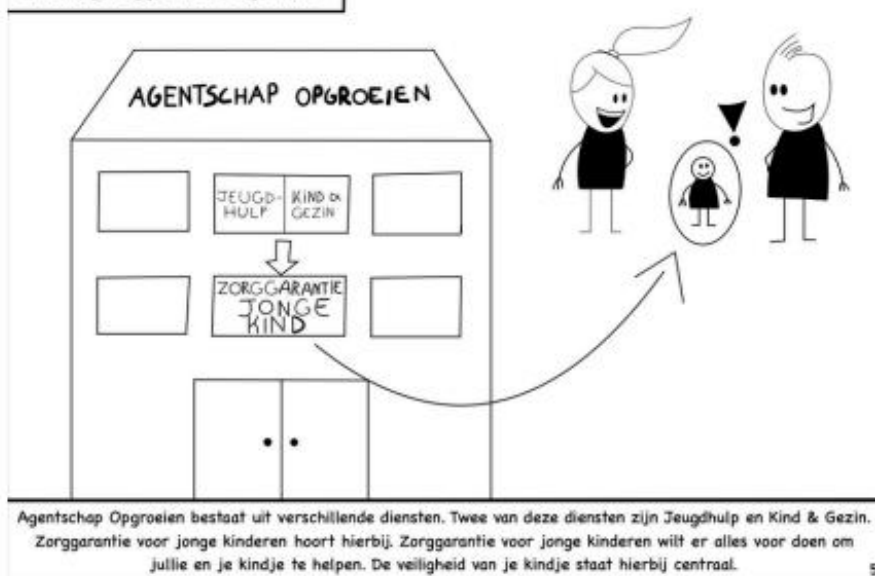 AGENTSCHAP OPGROEIEN
JEUGD-
HULP
KIND &
GEZIN
ZORGGARANTIE
JONGE
KIND
!
Agentschap Opgroeien bestaat uit verschillende diensten. Twee van deze diensten zijn Jeugdhulp en Kind & Gezin.
Zorggarantie voor jonge kinderen hoort hierbij. Zorggarantie voor jonge kinderen wilt er alles voor doen om
jullie en je kindje te helpen. De veiligheid van je kindje staat hierbij centraal.